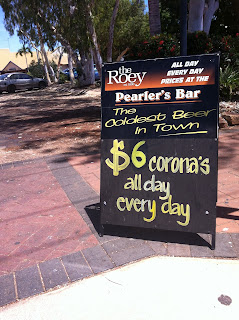 the Roey
ALL DAY
EVERY DAY
PRICES AT THE
Pearler's Bar
The
Coldest Beer
In Town
$6 corona's
all day
every day